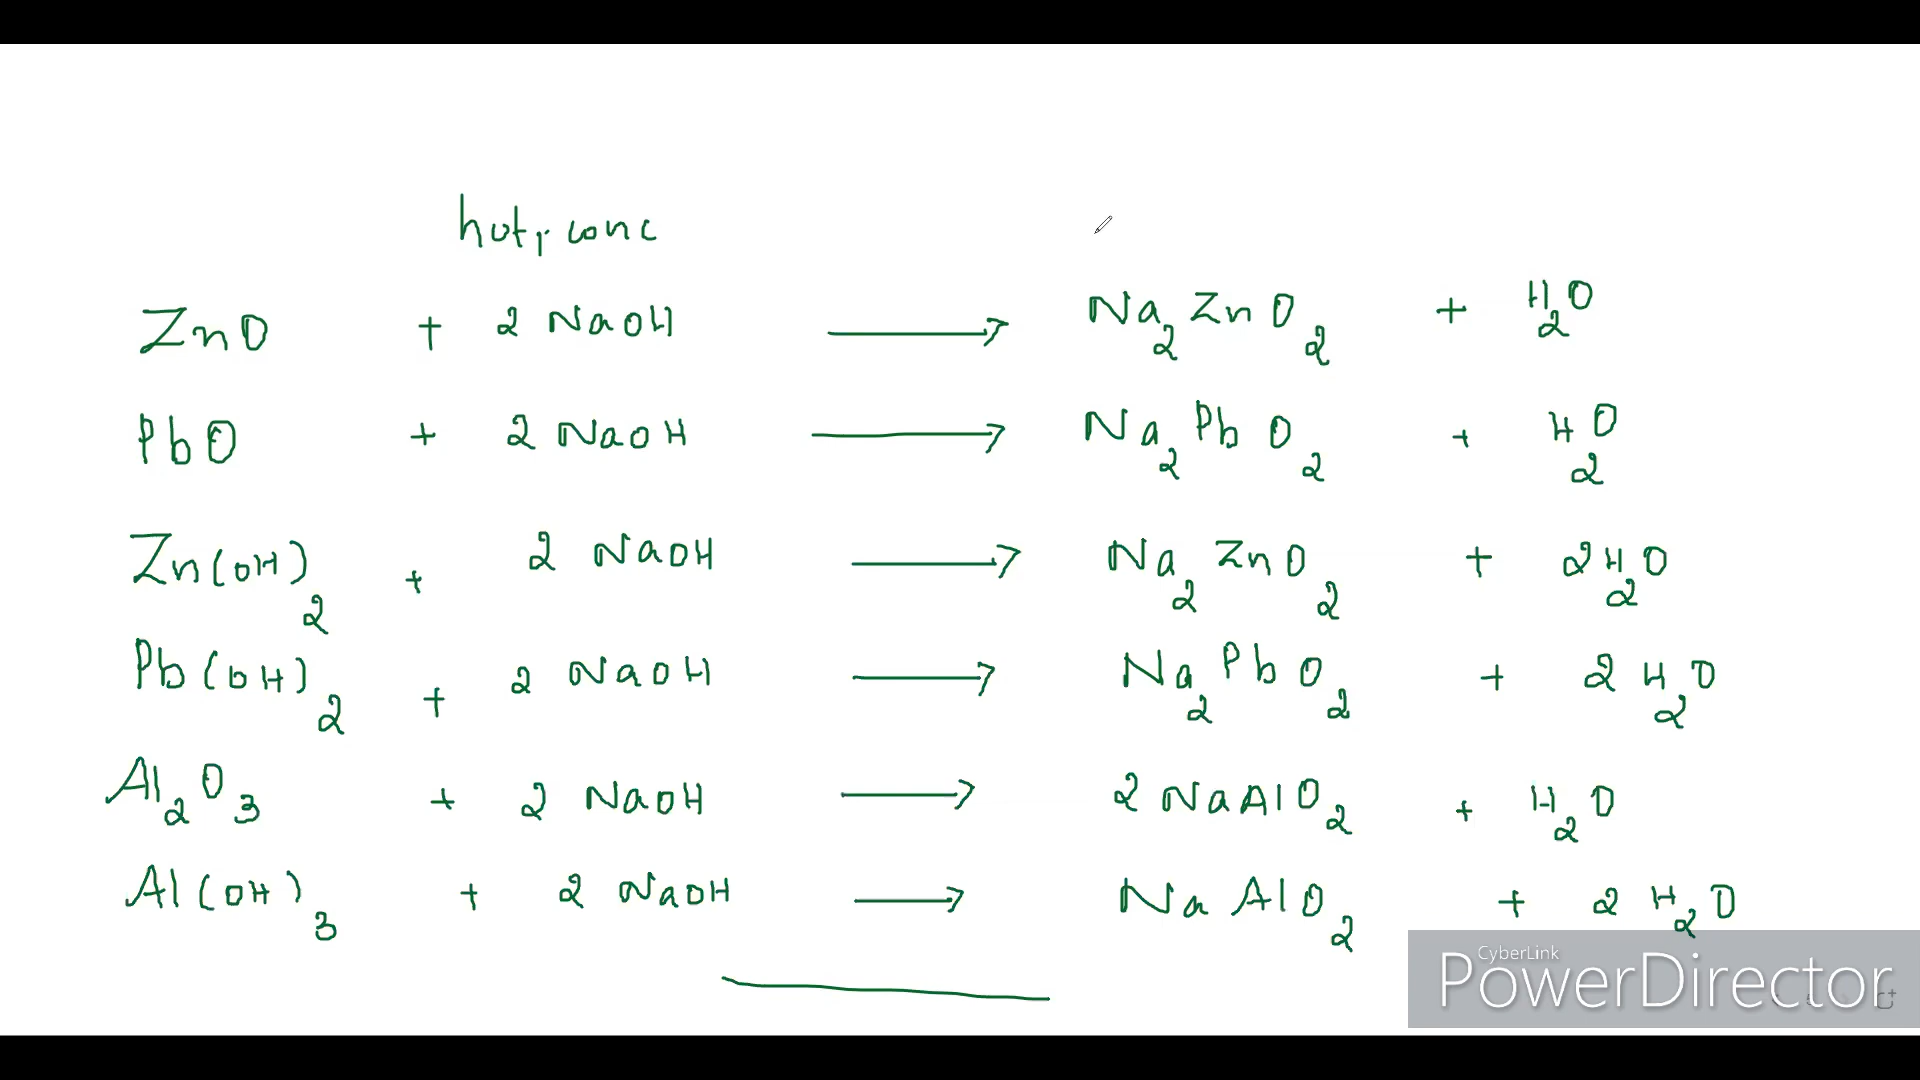 hot, conc
ZnO + 2 NaOH → Na₂ZnO₂ + H₂O
PbO + 2 NaOH → Na₂PbO₂ + H₂O
Zn(OH)₂ + 2 NaOH → Na₂ZnO₂ + 2H₂O
Pb(OH)₂ + 2 NaOH → Na₂PbO₂ + 2 H₂O
Al₂O₃ + 2 NaOH → 2 NaAlO₂ + H₂O
Al(OH)₃ + 2 NaOH → NaAlO₂ + 2 H₂O
CyberLink
PowerDirector